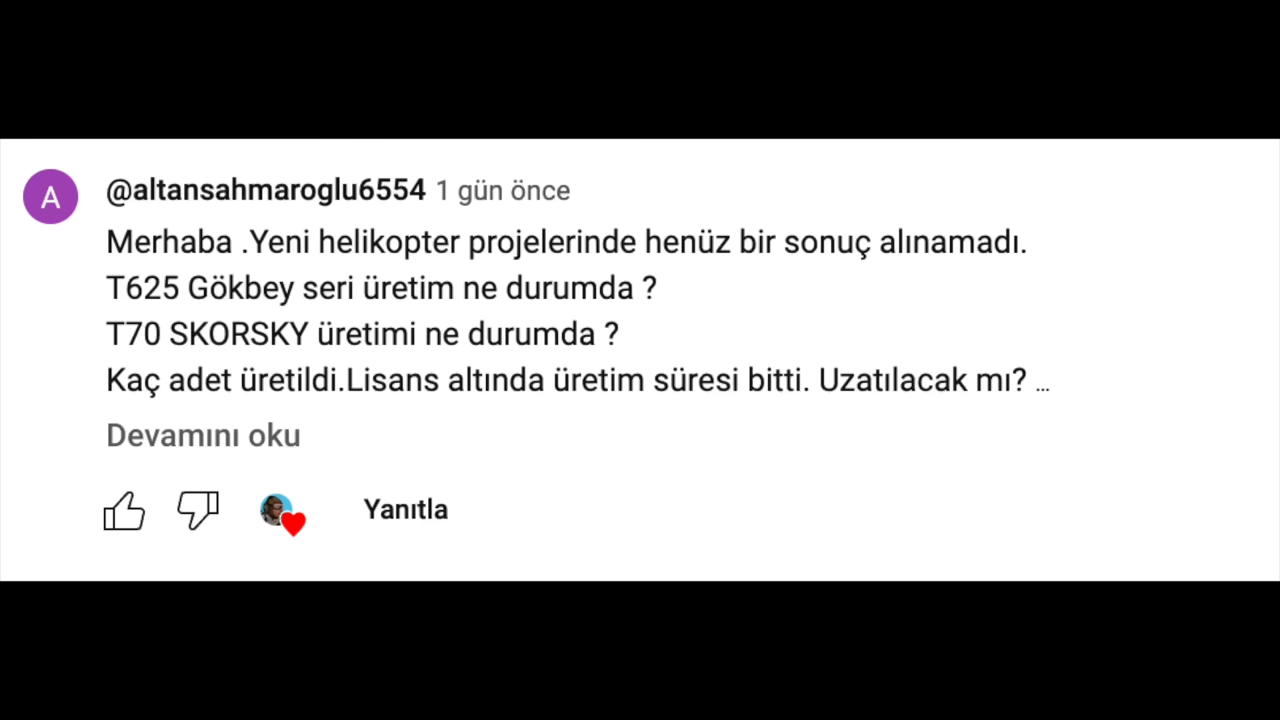 A
@altansahmaroglu6554 1 gün önce
Merhaba .Yeni helikopter projelerinde henüz bir sonuç alınamadı.
T625 Gökbey seri üretim ne durumda ?
T70 SKORSKY üretimi ne durumda ?
Kaç adet üretildi.Lisans altında üretim süresi bitti. Uzatılacak mı? ...
Devamını oku
Yanıtla